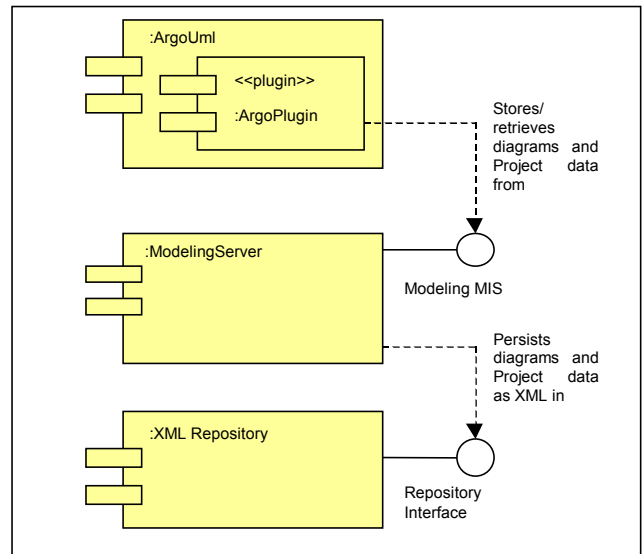 :ArgoUml
<<plugin>>
:ArgoPlugin
Stores/
retrieves
diagrams and
Project data
from
:ModelingServer
Modeling MIS
Persists
diagrams and
Project data
as XML in
:XML Repository
Repository
Interface